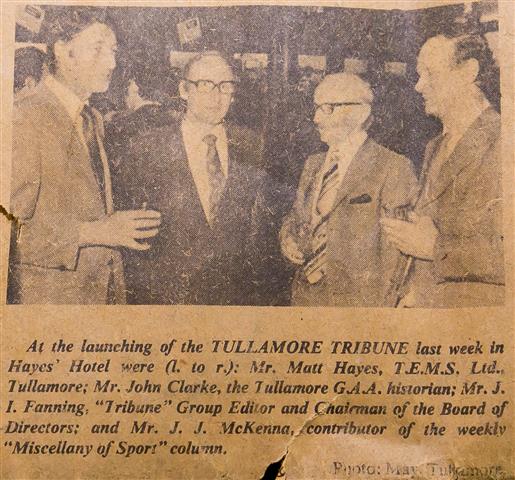 At the launching of the TULLAMORE TRIBUNE last week in
Hayes' Hotel were (l. to r.): Mr. Matt Hayes, T.E.M.S. Ltd.,
Tullamore; Mr. John Clarke, the Tullamore G.A.A. historian; Mr. J.
I. Fanning, "Tribune" Group Editor and Chairman of the Board of
Directors; and Mr. J. J. McKenna, contributor of the weekly
"Miscellany of Sport" column.
Photo: May, Tullamore.